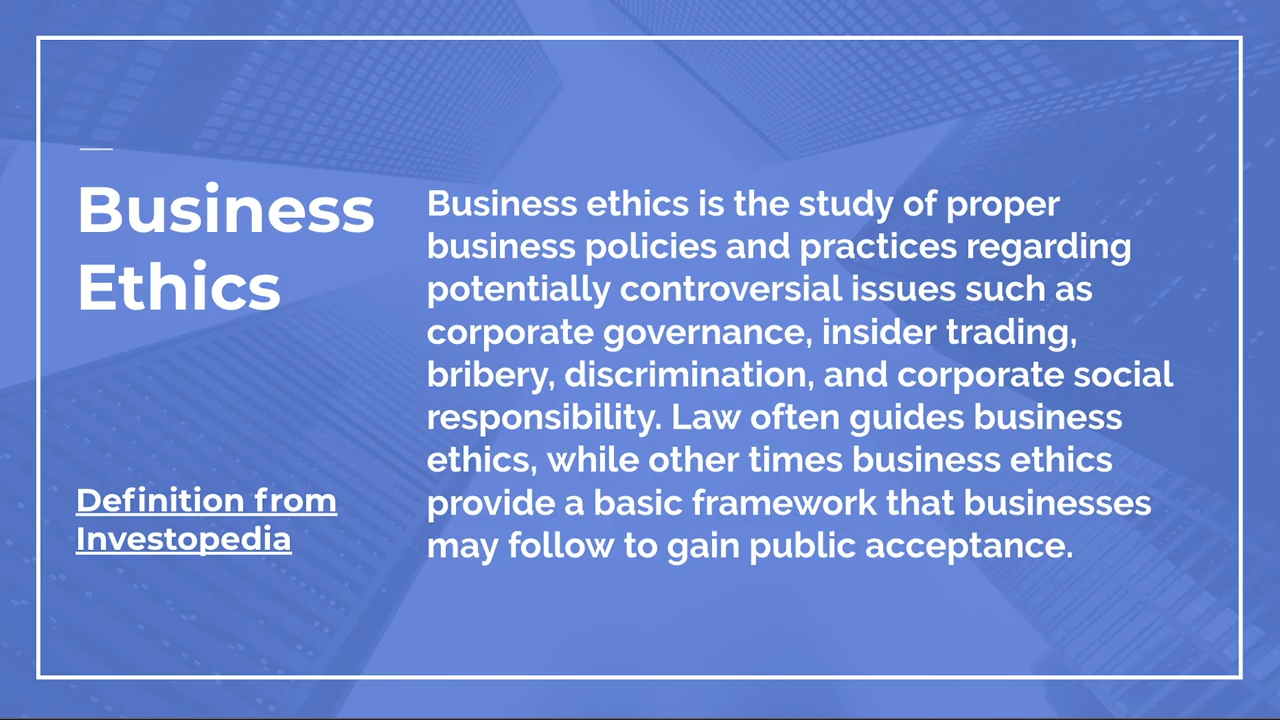 Business
Ethics
Definition from
Investopedia
Business ethics is the study of proper
business policies and practices regarding
potentially controversial issues such as
corporate governance, insider trading,
bribery, discrimination, and corporate social
responsibility. Law often guides business
ethics, while other times business ethics
provide a basic framework that businesses
may follow to gain public acceptance.